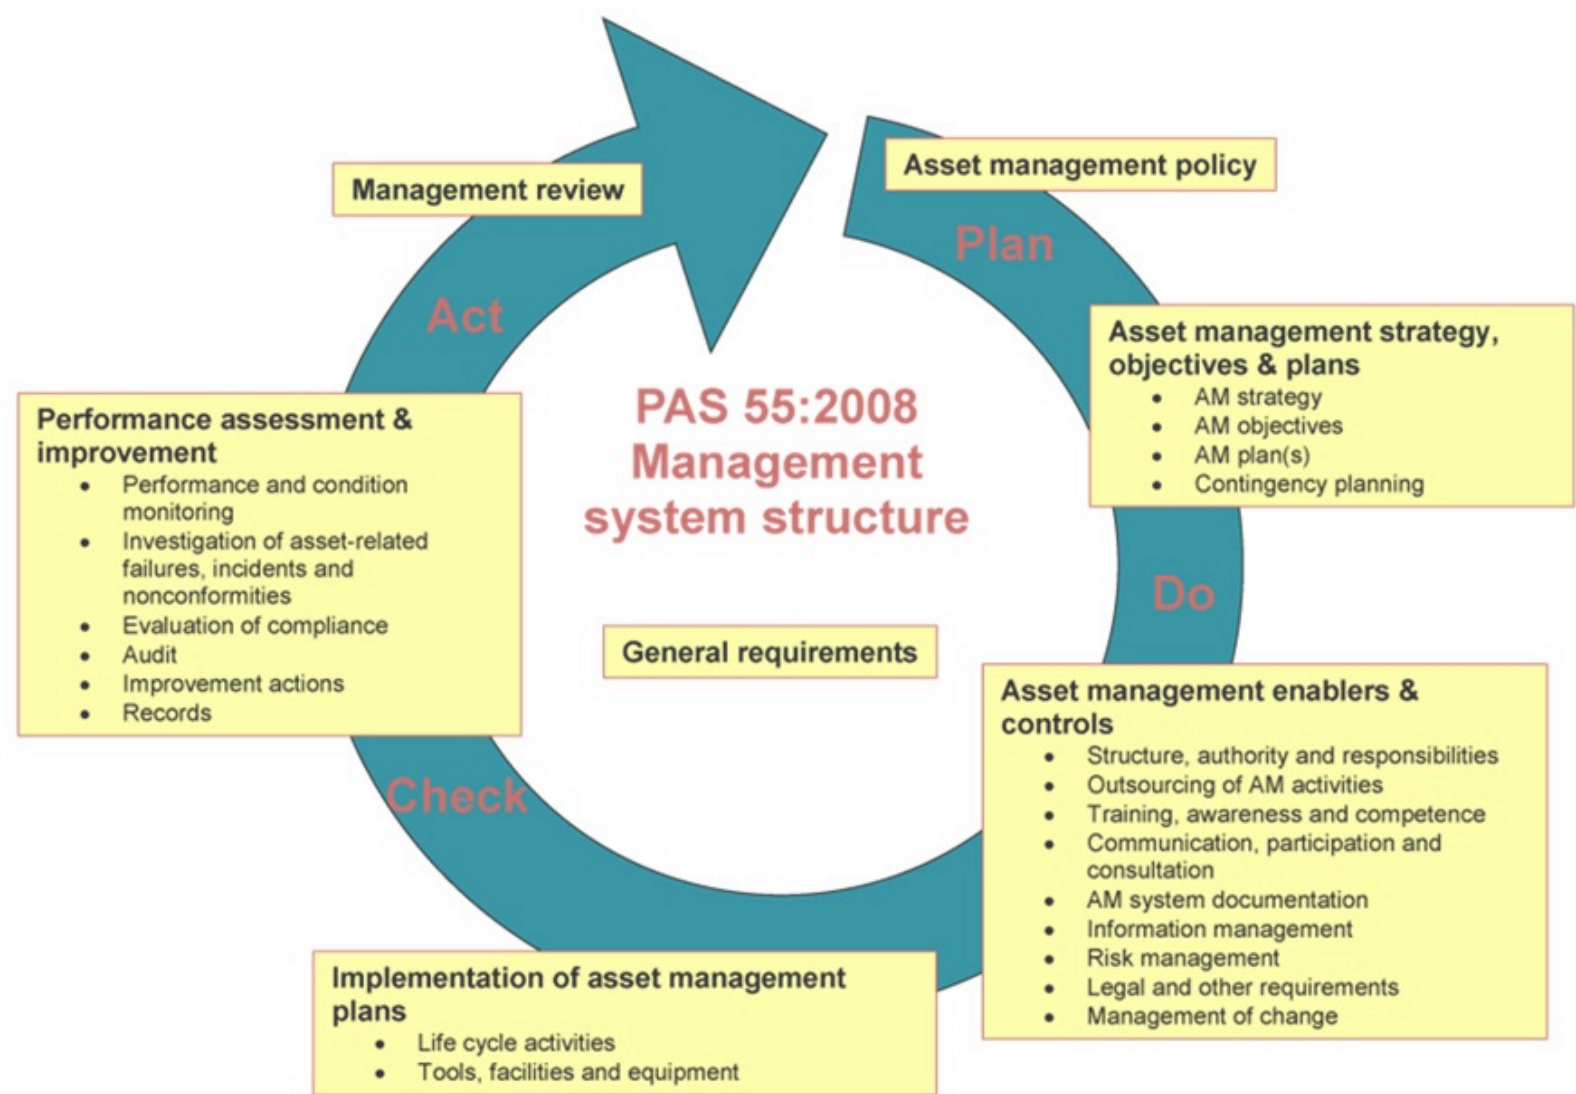 Asset management policy
Plan
Asset management strategy,
objectives & plans
• AM strategy
• AM objectives
• AM plan(s)
• Contingency planning
Do
Asset management enablers &
controls
• Structure, authority and responsibilities
• Outsourcing of AM activities
• Training, awareness and competence
• Communication, participation and
consultation
• AM system documentation
• Information management
• Risk management
• Legal and other requirements
• Management of change
Implementation of asset management
plans
• Life cycle activities
• Tools, facilities and equipment
Check
Performance assessment &
improvement
• Performance and condition
monitoring
• Investigation of asset-related
failures, incidents and
nonconformities
• Evaluation of compliance
• Audit
• Improvement actions
• Records
Act
Management review
PAS 55:2008
Management
system structure
General requirements